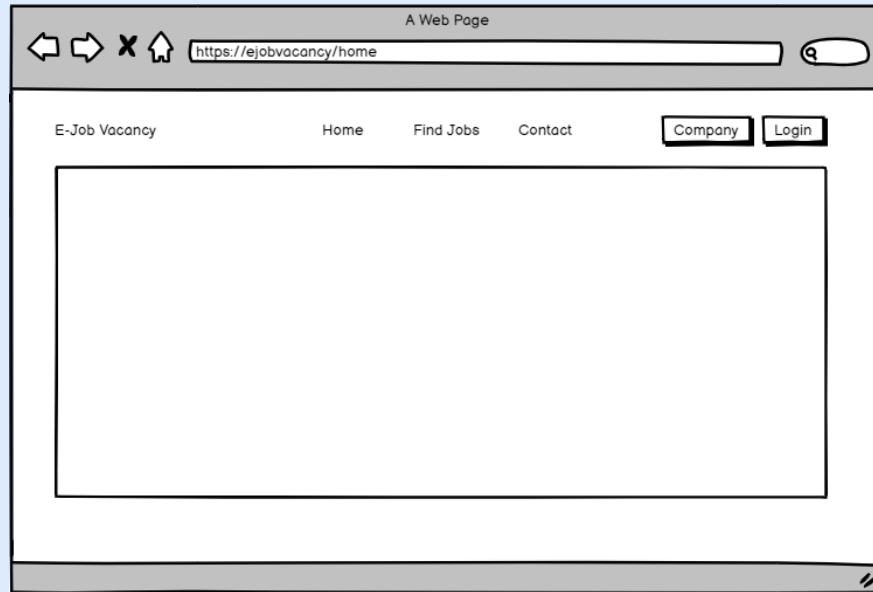 A Web Page
https://ejobvacancy/home
E-Job Vacancy Home Find Jobs Contact Company Login